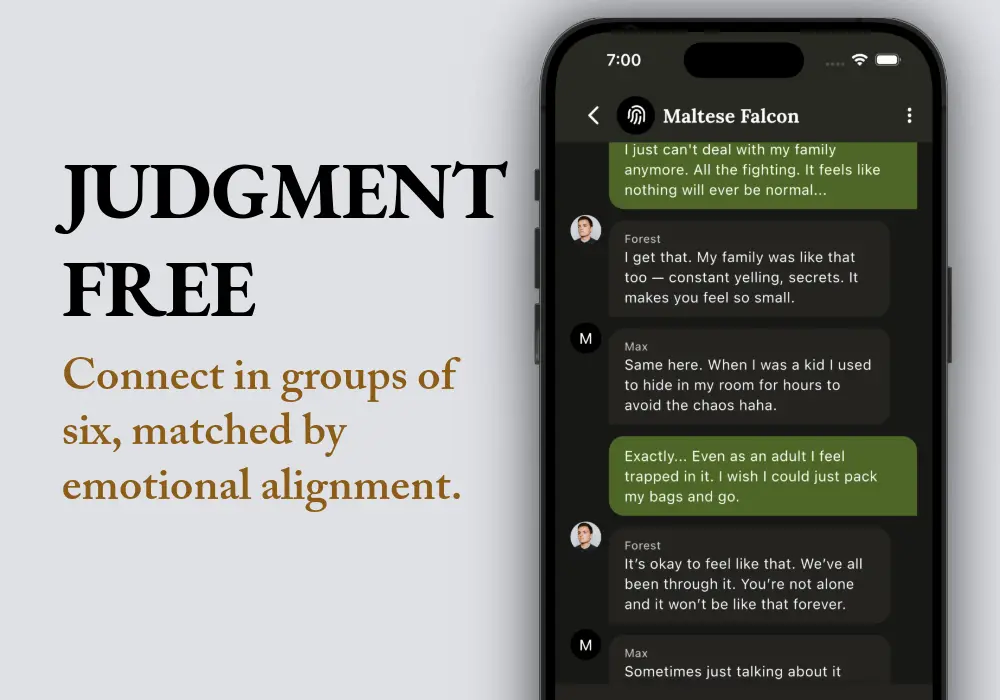 JUDGMENT
FREE
Connect in groups of
six, matched by
emotional alignment.
7:00
Maltese Falcon
I just can't deal with my family
anymore. All the fighting. It feels like
nothing will ever be normal...
Forest
I get that. My family was like that
too — constant yelling, secrets. It
makes you feel so small.
M
Max
Same here. When I was a kid I used
to hide in my room for hours to
avoid the chaos haha.
Exactly... Even as an adult I feel
trapped in it. I wish I could just pack
my bags and go.
Forest
It’s okay to feel like that. We’ve all
been through it. You’re not alone
and it won’t be like that forever.
M
Max
Sometimes just talking about it